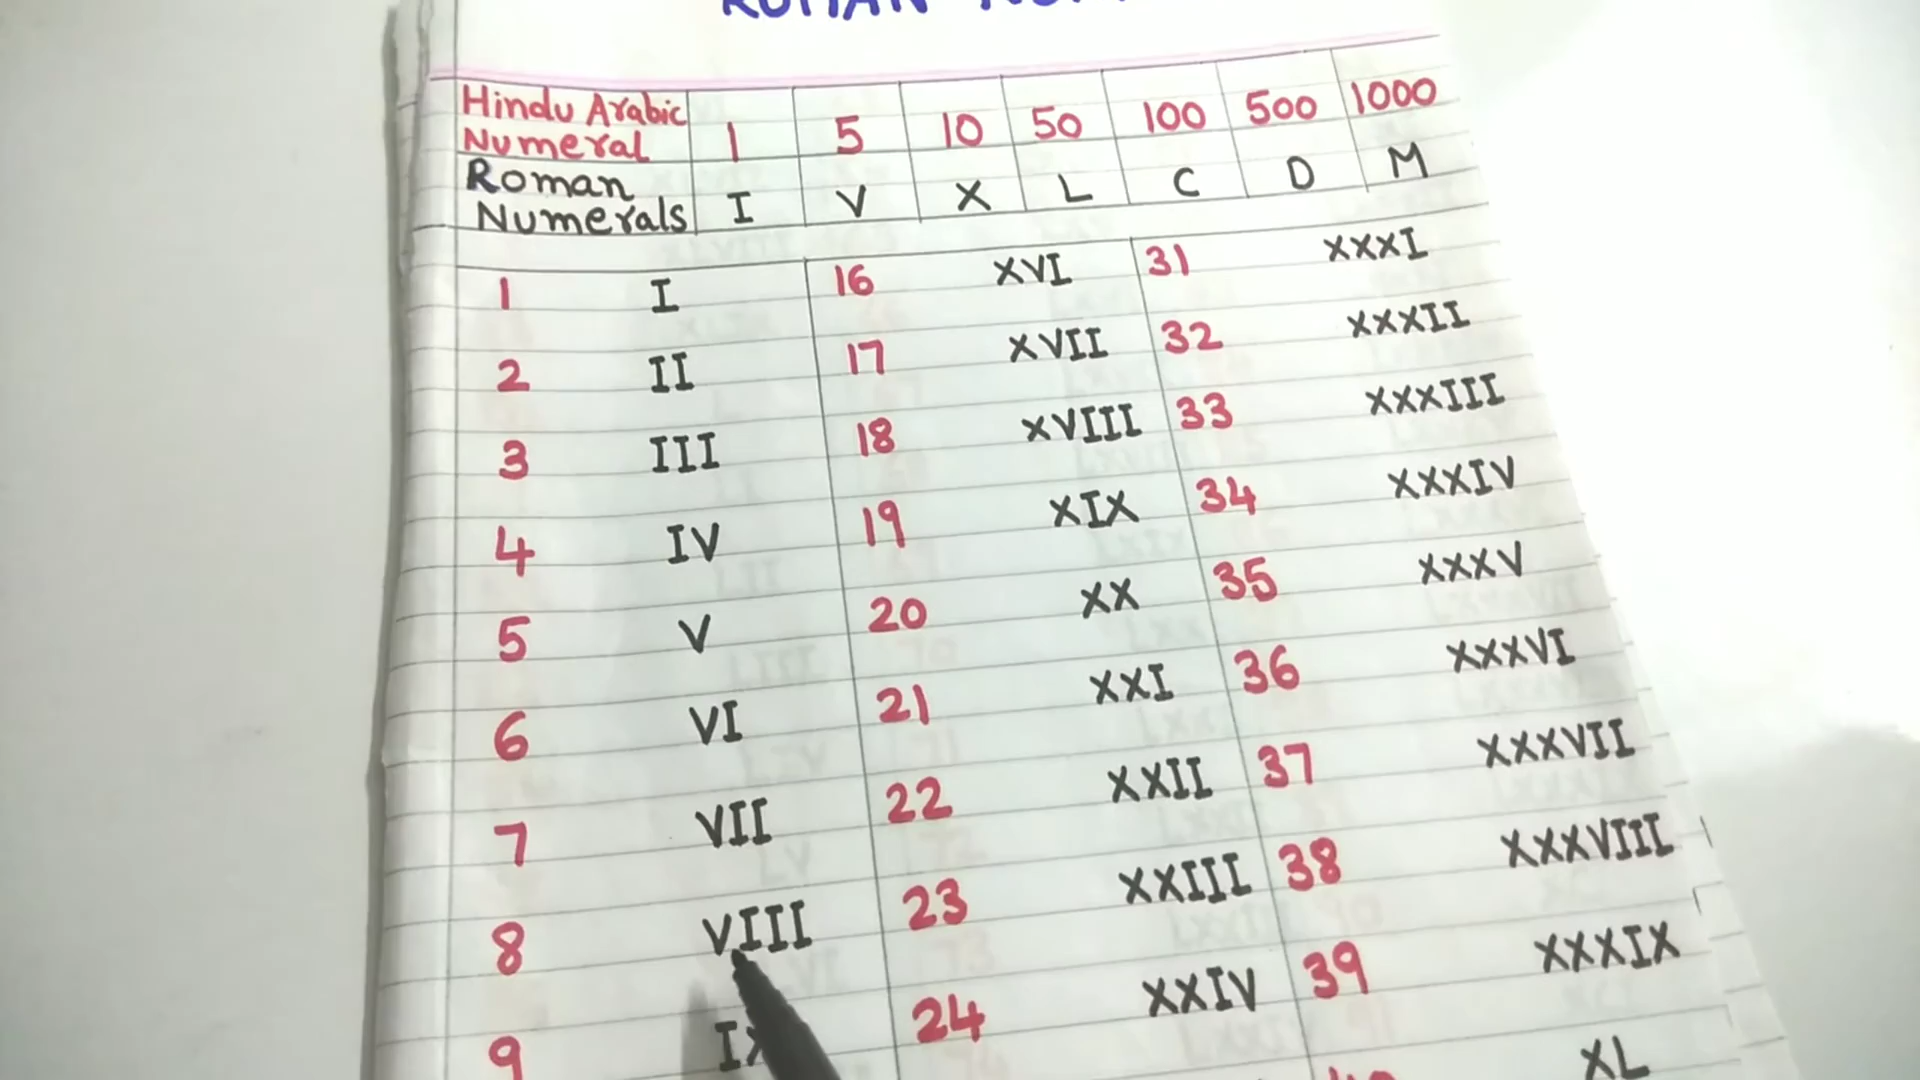 Hindu Arabic Numeral 1 5 10 50 100 500 1000
Roman Numerals I V X L C D M
1 I 16 XVI 31 XXXI
2 II 17 XVII 32 XXXII
3 III 18 XVIII 33 XXXIII
4 IV 19 XIX 34 XXXIV
5 V 20 XX 35 XXXV
6 VI 21 XXI 36 XXXVI
7 VII 22 XXII 37 XXXVII
8 VIII 23 XXIII 38 XXXVIII
9 IX 24 XXIV 39 XXXIX
XL